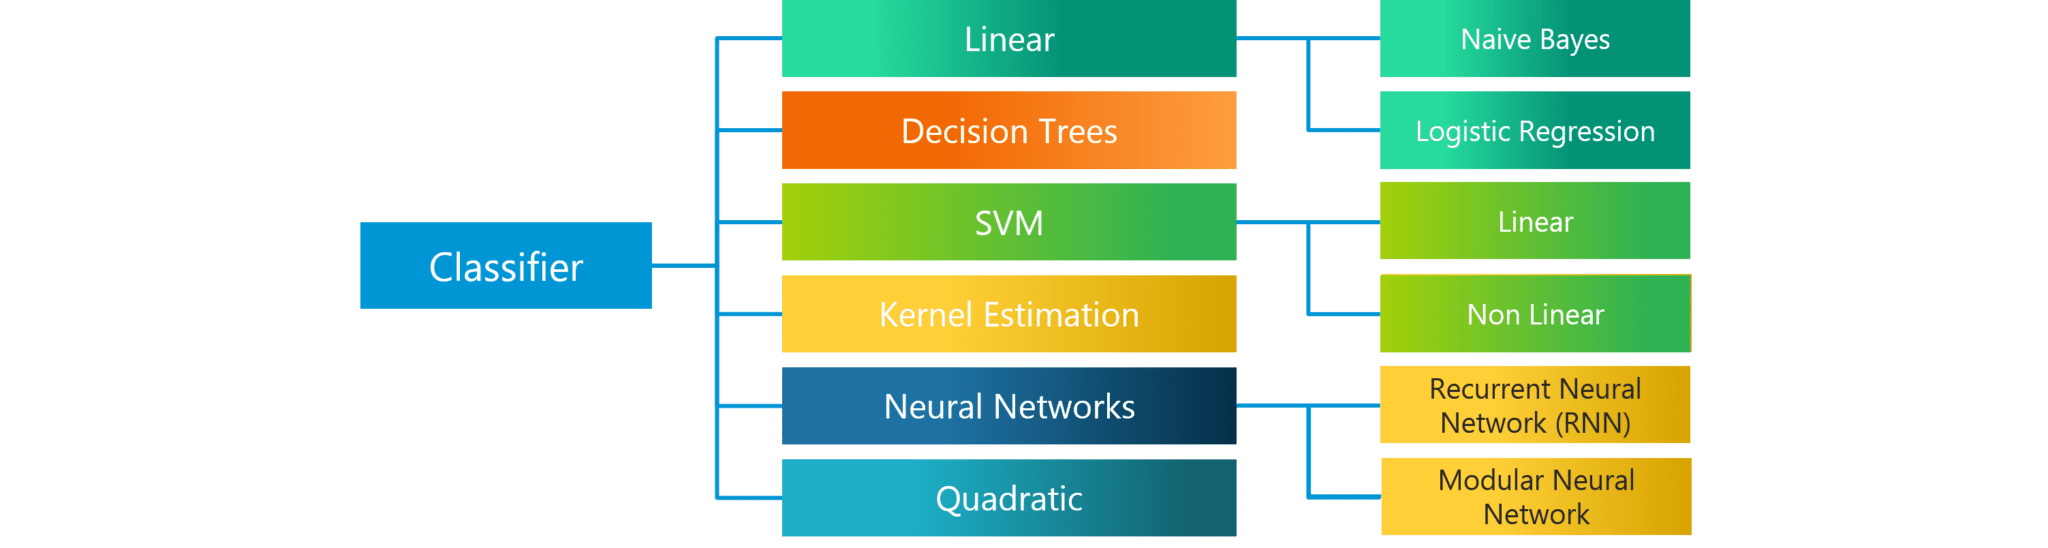 Classifier
Linear
Decision Trees
SVM
Kernel Estimation
Neural Networks
Quadratic
Naive Bayes
Logistic Regression
Linear
Non Linear
Recurrent Neural
Network (RNN)
Modular Neural
Network